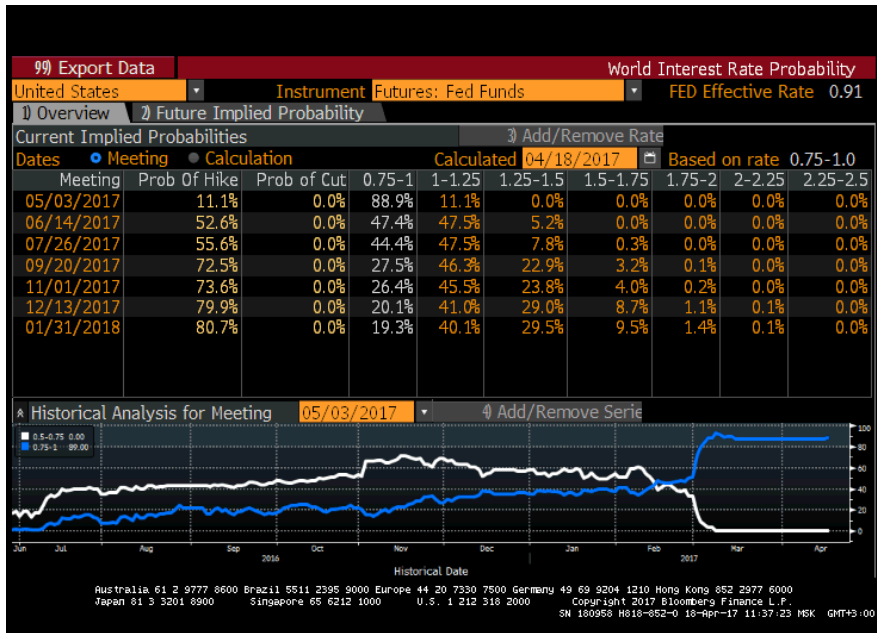 99) Export Data World Interest Rate Probability
United States Instrument Futures: Fed Funds FED Effective Rate 0.91
1) Overview 2) Future Implied Probability
Current Implied Probabilities 3) Add/Remove Rate
Dates Meeting Calculation Calculated 04/18/2017 Based on rate 0.75-1.0
Meeting Prob Of Hike Prob of Cut 0.75-1 1-1.25 1.25-1.5 1.5-1.75 1.75-2 2-2.25 2.25-2.5
05/03/2017 11.1% 0.0% 88.9% 11.1% 0.0% 0.0% 0.0% 0.0% 0.0%
06/14/2017 52.6% 0.0% 47.4% 47.5% 5.2% 0.0% 0.0% 0.0% 0.0%
07/26/2017 55.6% 0.0% 44.4% 47.5% 7.8% 0.3% 0.0% 0.0% 0.0%
09/20/2017 72.5% 0.0% 27.5% 46.3% 22.9% 3.2% 0.1% 0.0% 0.0%
11/01/2017 73.6% 0.0% 26.4% 45.5% 23.8% 4.0% 0.2% 0.0% 0.0%
12/13/2017 79.9% 0.0% 20.1% 41.0% 29.0% 8.7% 1.1% 0.1% 0.0%
01/31/2018 80.7% 0.0% 19.3% 40.1% 29.5% 9.5% 1.4% 0.1% 0.0%
Historical Analysis for Meeting 05/03/2017 4) Add/Remove Serie
0.5-0.75 0.00
0.75-1 89.00
100
80
60
40
20
0
Jun Jul Aug Sep Oct Nov Dec Jan Feb Mar Apr
2016 2017
Historical Date
Australia 61 2 9777 8600 Brazil 5511 2395 9000 Europe 44 20 7330 7500 Germany 49 69 9204 1210 Hong Kong 852 2977 6000
Japan 81 3 3201 8900 Singapore 65 6212 1000 U.S. 1 212 318 2000 Copyright 2017 Bloomberg Finance L.P.
SN 180958 H818-852-0 18-Apr-17 11:37:23 MSK GMT+3:00